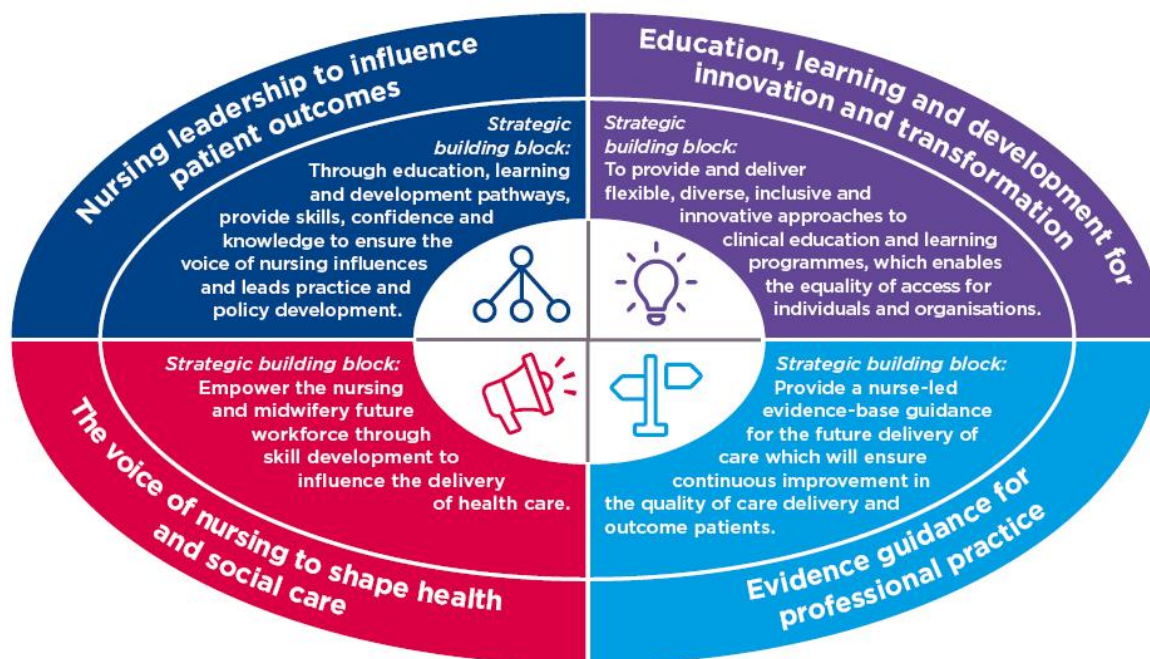 Nursing leadership to influence
patient outcomes
Strategic
building block:
Through education, learning
and development pathways,
provide skills, confidence and
knowledge to ensure the
voice of nursing influences
and leads practice and
policy development.
Education, learning and development for
innovation and transformation
Strategic
building block:
To provide and deliver
flexible, diverse, inclusive and
innovative approaches to
clinical education and learning
programmes, which enables
the equality of access for
individuals and organisations.
The voice of nursing to shape health
and social care
Strategic building block:
Empower the nursing
and midwifery future
workforce through
skill development to
influence the delivery
of health care.
Evidence guidance for
professional practice
Strategic building block:
Provide a nurse-led
evidence-base guidance
for the future delivery of
care which will ensure
continuous improvement in
the quality of care delivery and
outcome patients.